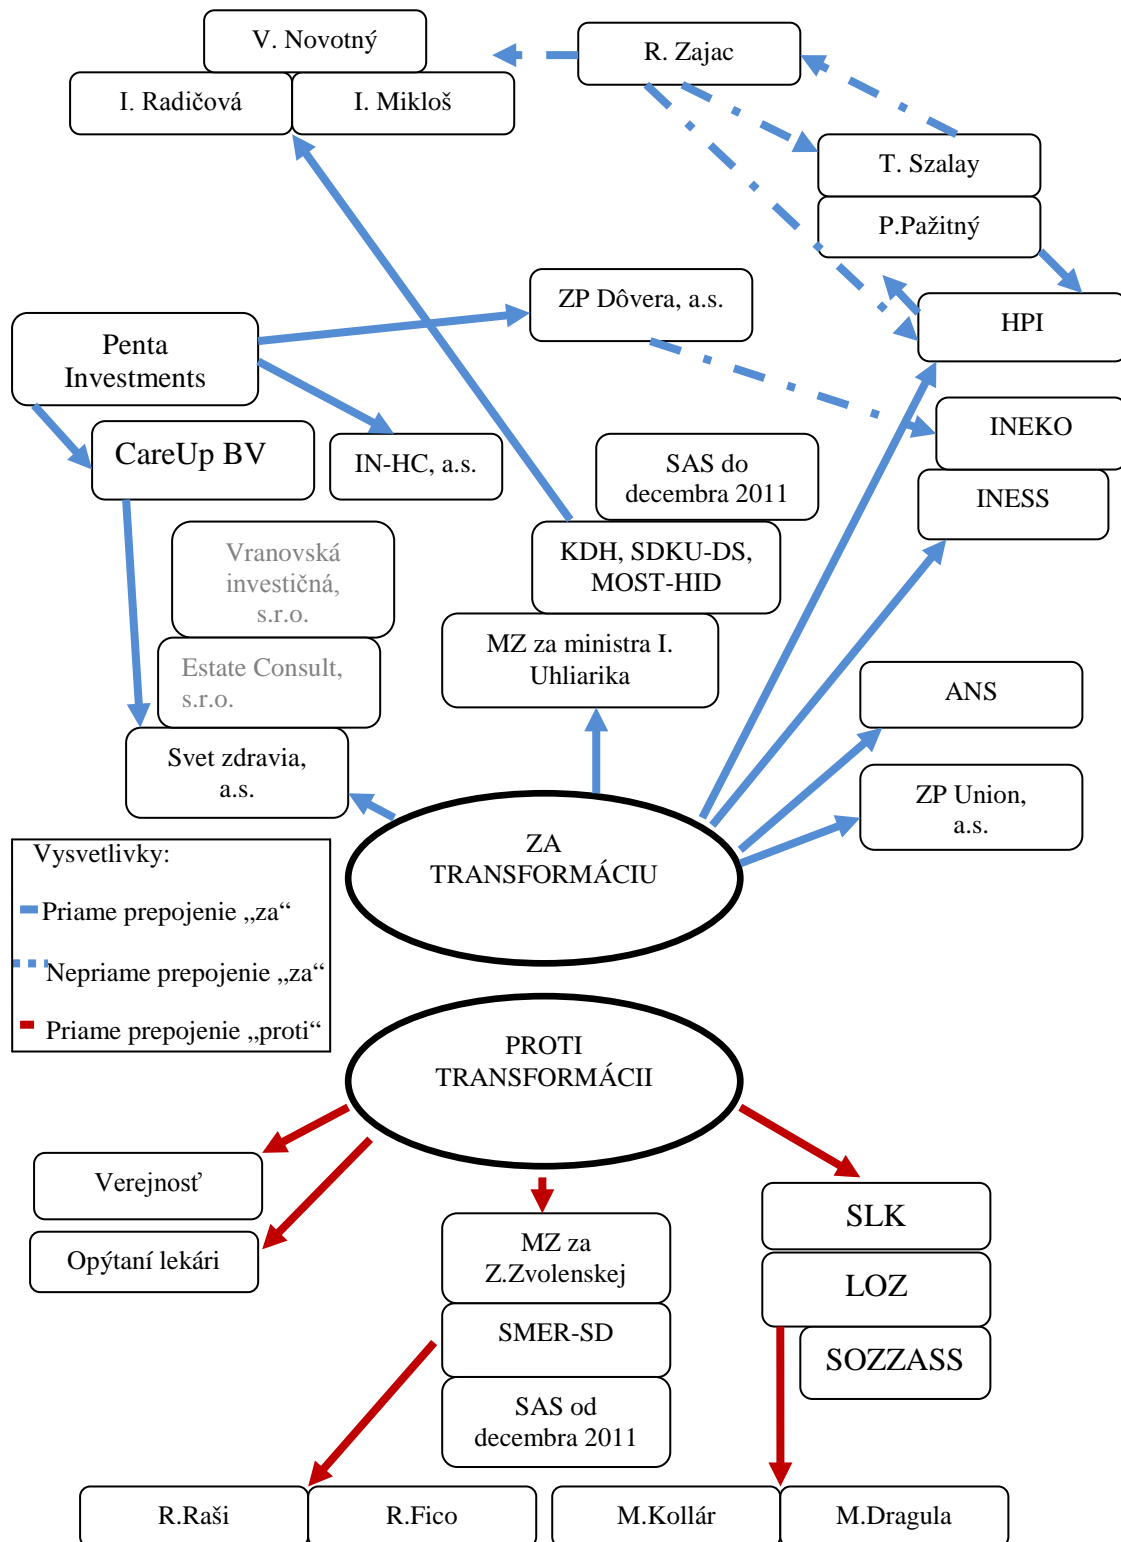 V. Novotný
R. Zajac
I. Radičová
I. Mikloš
T. Szalay
P.Pažitný
ZP Dôvera, a.s.
HPI
Penta
Investments
CareUp BV
IN-HC, a.s.
SAS do
decembra 2011
INEKO
INESS
Vranovská
investičná,
s.r.o.
KDH, SDKU-DS,
MOST-HID
Estate Consult,
s.r.o.
MZ za ministra I.
Uhliarika
ANS
Svet zdravia,
a.s.
ZP Union,
a.s.
ZA
TRANSFORMÁCIU
Vysvetlivky:
Priame prepojenie „za“
Nepriame prepojenie „za“
Priame prepojenie „proti“
PROTI
TRANSFORMÁCII
Verejnosť
Opýtaní lekári
MZ za
Z.Zvolenskej
SMER-SD
SAS od
decembra 2011
SLK
LOZ
SOZZASS
R.Raši
R.Fico
M.Kollár
M.Dragula